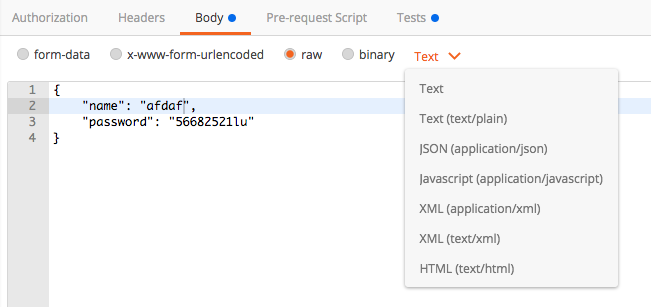 Authorization Headers Body Pre-request Script Tests
form-data x-www-form-urlencoded raw binary Text
1 {
2 "name": "afdaf",
3 "password": "56682521lu"
4 }
Text
Text (text/plain)
JSON (application/json)
Javascript (application/javascript)
XML (application/xml)
XML (text/xml)
HTML (text/html)